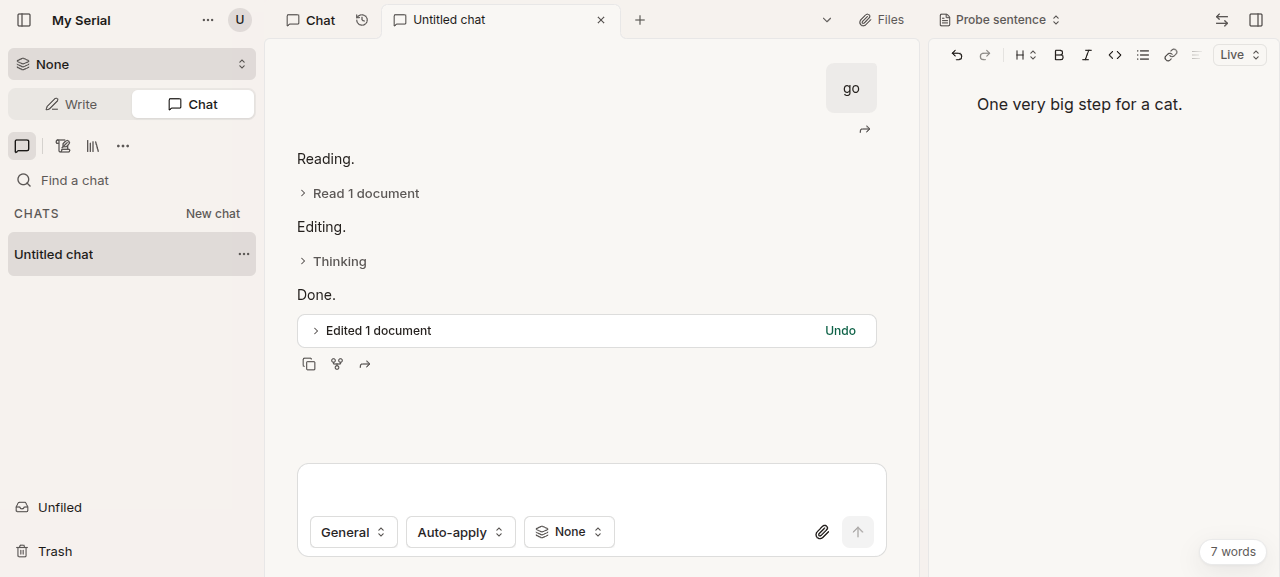 My Serial
U
None
Write
Chat
Find a chat
CHATS
New chat
Untitled chat
Unfiled
Trash
Chat
Untitled chat
Files
go
Reading.
Read 1 document
Editing.
Thinking
Done.
Edited 1 document
Undo
General
Auto-apply
None
Probe sentence
H
B
I
Live
One very big step for a cat.
7 words